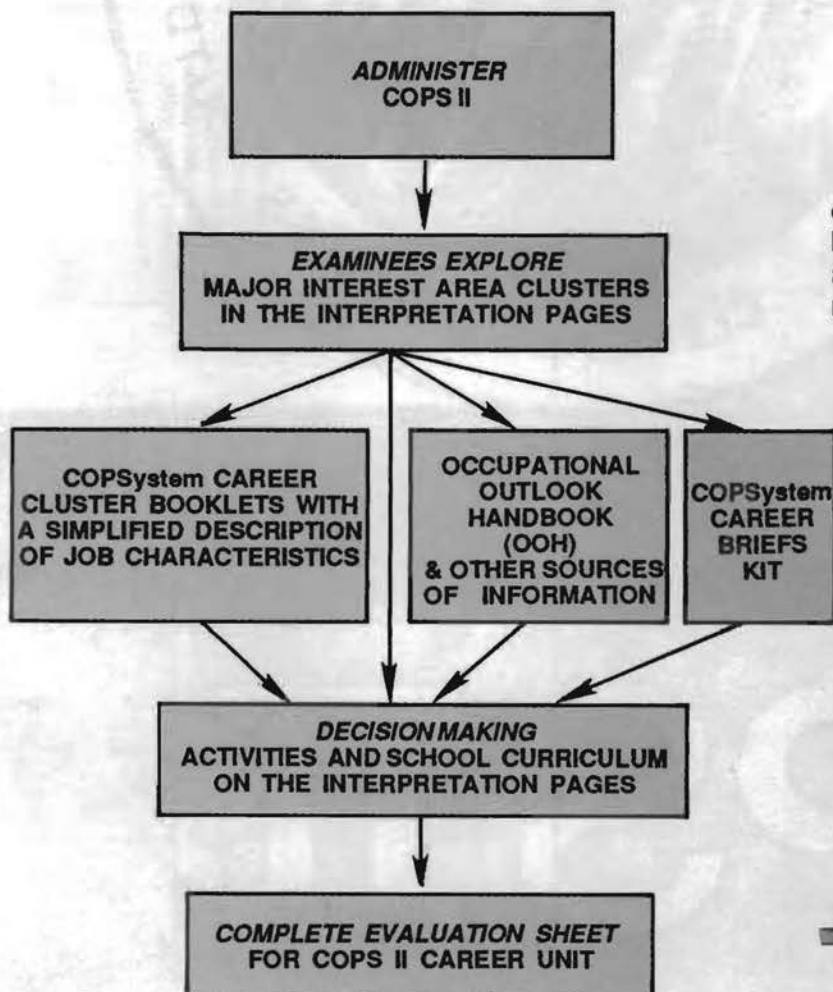 ADMINISTER
COPS II
EXAMINEES EXPLORE
MAJOR INTEREST AREA CLUSTERS
IN THE INTERPRETATION PAGES
COPSystem CAREER
CLUSTER BOOKLETS WITH
A SIMPLIFIED DESCRIPTION
OF JOB CHARACTERISTICS
OCCUPATIONAL
OUTLOOK
HANDBOOK
(OOH)
& OTHER SOURCES
OF INFORMATION
COPSystem
CAREER
BRIEFS
KIT
DECISION MAKING
ACTIVITIES AND SCHOOL CURRICULUM
ON THE INTERPRETATION PAGES
COMPLETE EVALUATION SHEET
FOR COPS II CAREER UNIT